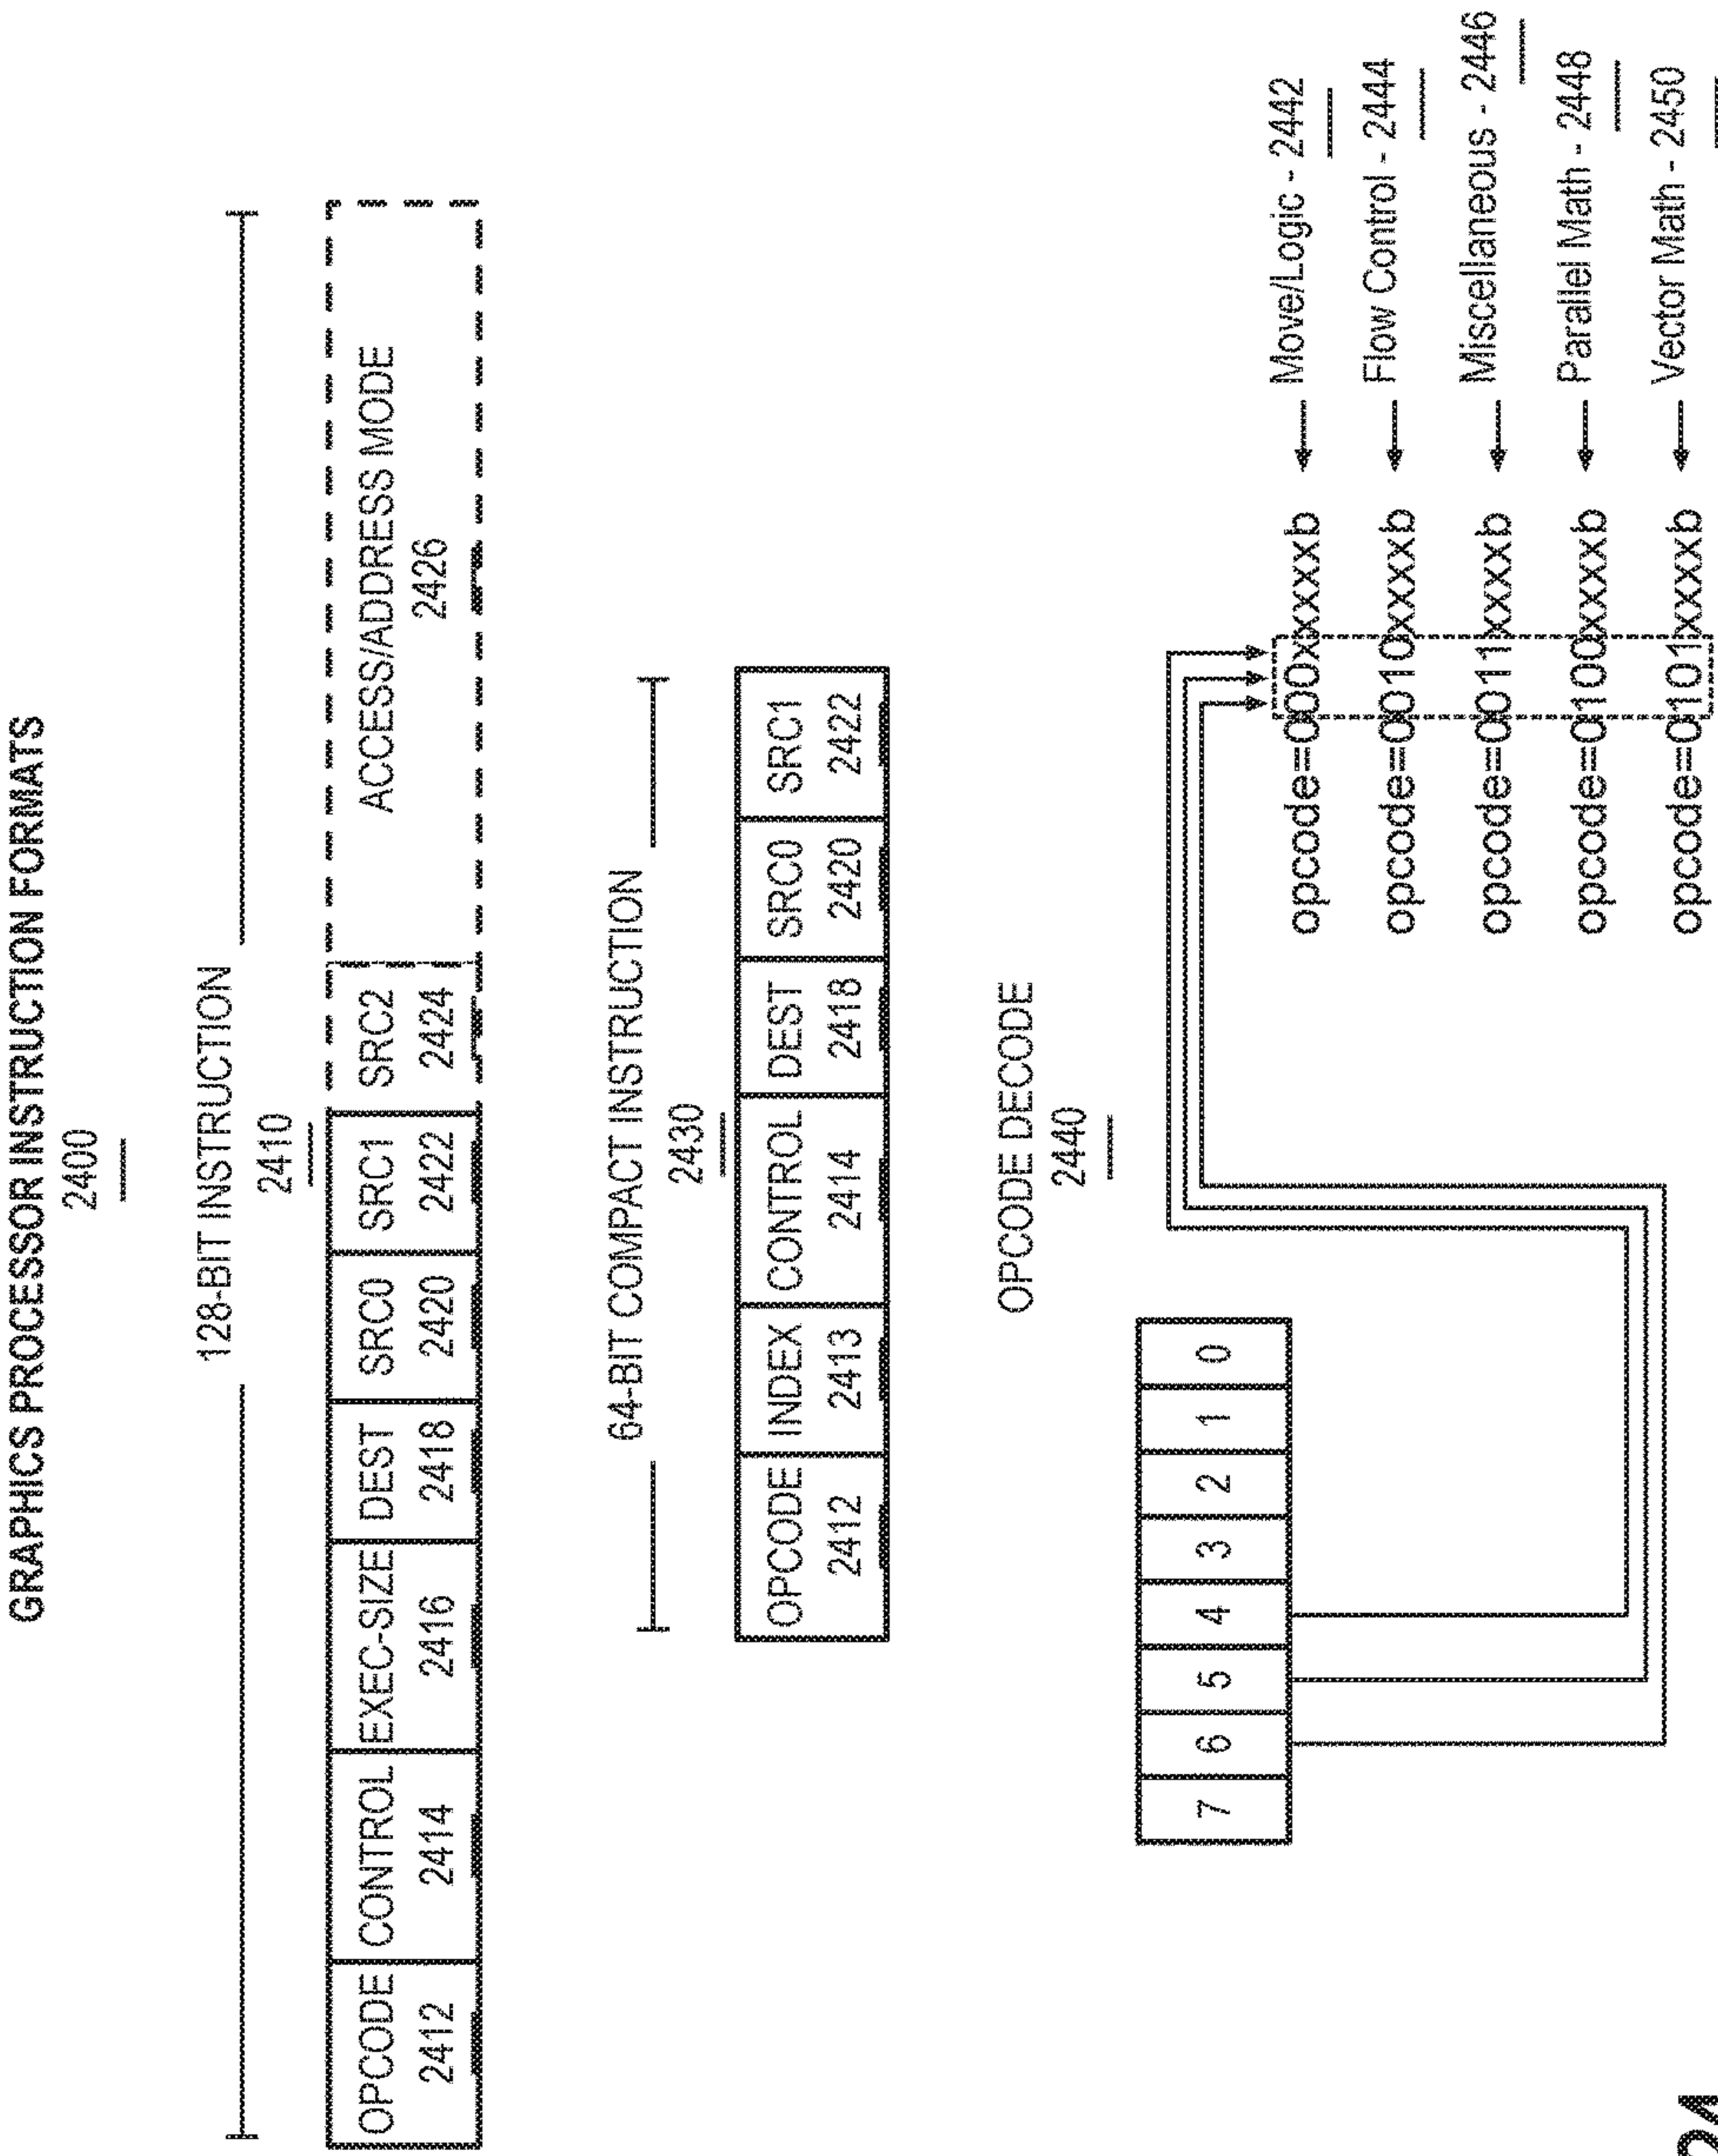 GRAPHICS PROCESSOR INSTRUCTION FORMATS
2400
128-BIT INSTRUCTION
2410
OPCODE CONTROL EXEC-SIZE DEST SRC0 SRC1 SRC2 ACCESS/ADDRESS MODE
2412 2414 2416 2418 2420 2422 2424 2426
64-BIT COMPACT INSTRUCTION
2430
OPCODE INDEX CONTROL DEST SRC0 SRC1
2412 2413 2414 2418 2420 2422
OPCODE DECODE
2440
7 6 5 4 3 2 1 0
opcode=000xxxxxb Move/Logic - 2442
opcode=0010xxxxb Flow Control - 2444
opcode=0011xxxxb Miscellaneous - 2446
opcode=0100xxxxb Parallel Math - 2448
opcode=0101xxxxb Vector Math - 2450